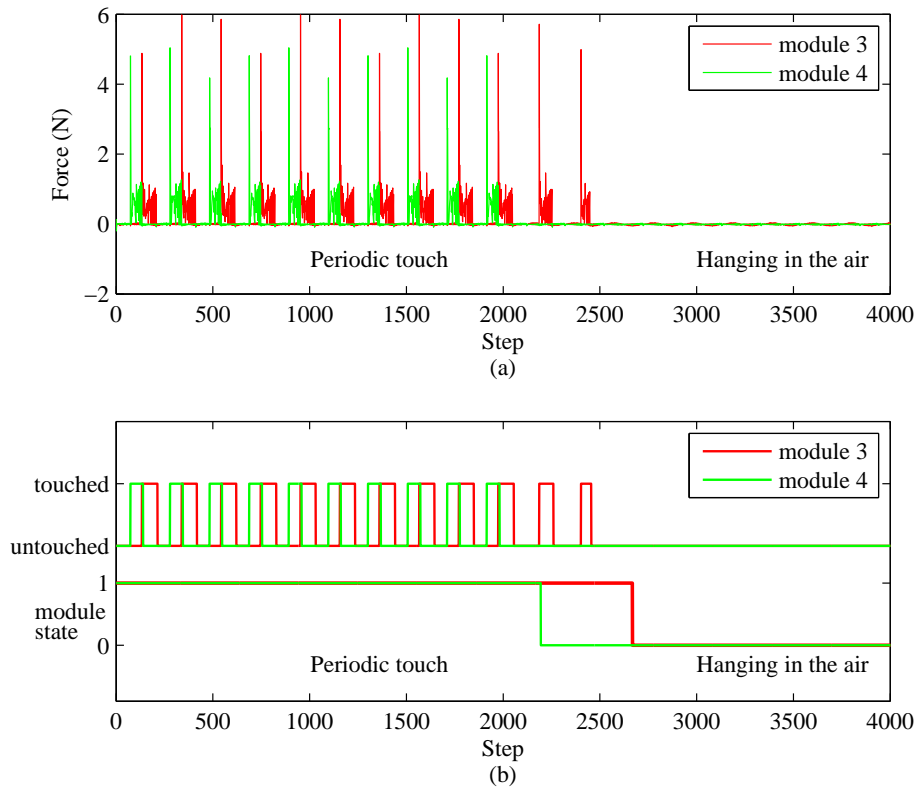 6
4
2
0
−2
Force (N)
module 3
module 4
Periodic touch
Hanging in the air
0 500 1000 1500 2000 2500 3000 3500 4000
Step
(a)
module 3
module 4
touched
untouched
1
module
state
0
Periodic touch
Hanging in the air
0 500 1000 1500 2000 2500 3000 3500 4000
Step
(b)